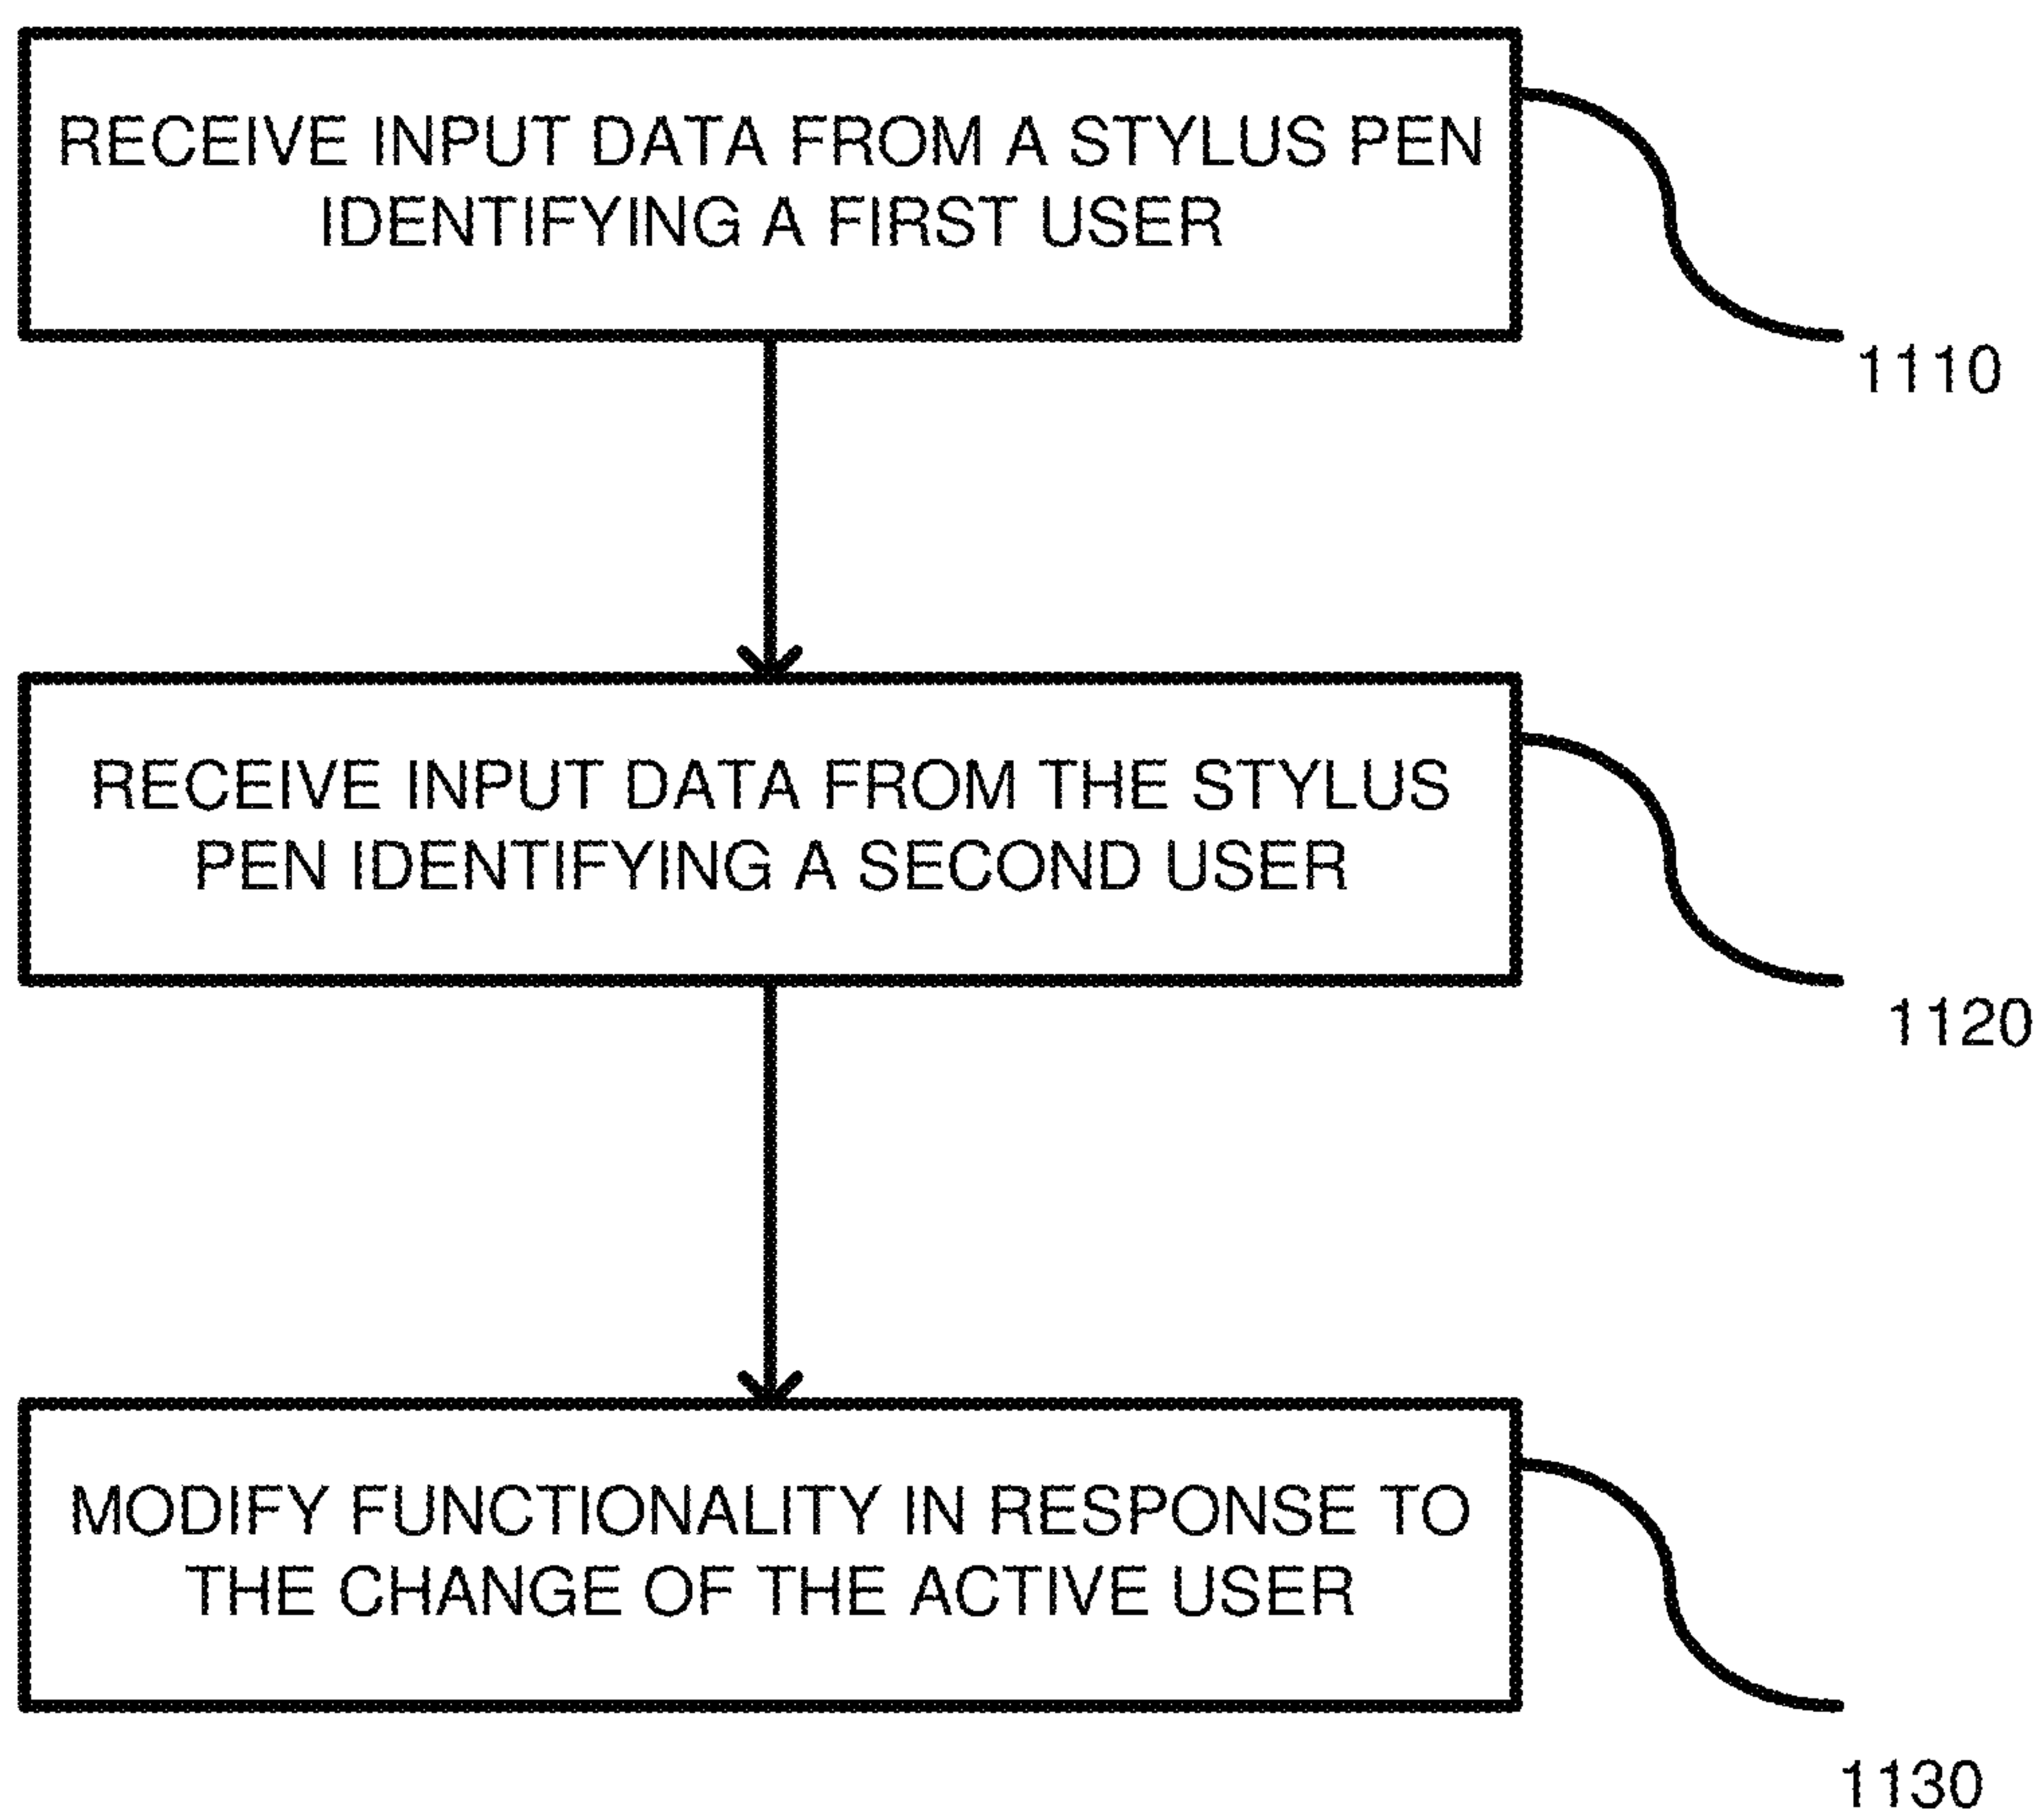 RECEIVE INPUT DATA FROM A STYLUS PEN
IDENTIFYING A FIRST USER
1110
RECEIVE INPUT DATA FROM THE STYLUS
PEN IDENTIFYING A SECOND USER
1120
MODIFY FUNCTIONALITY IN RESPONSE TO
THE CHANGE OF THE ACTIVE USER
1130